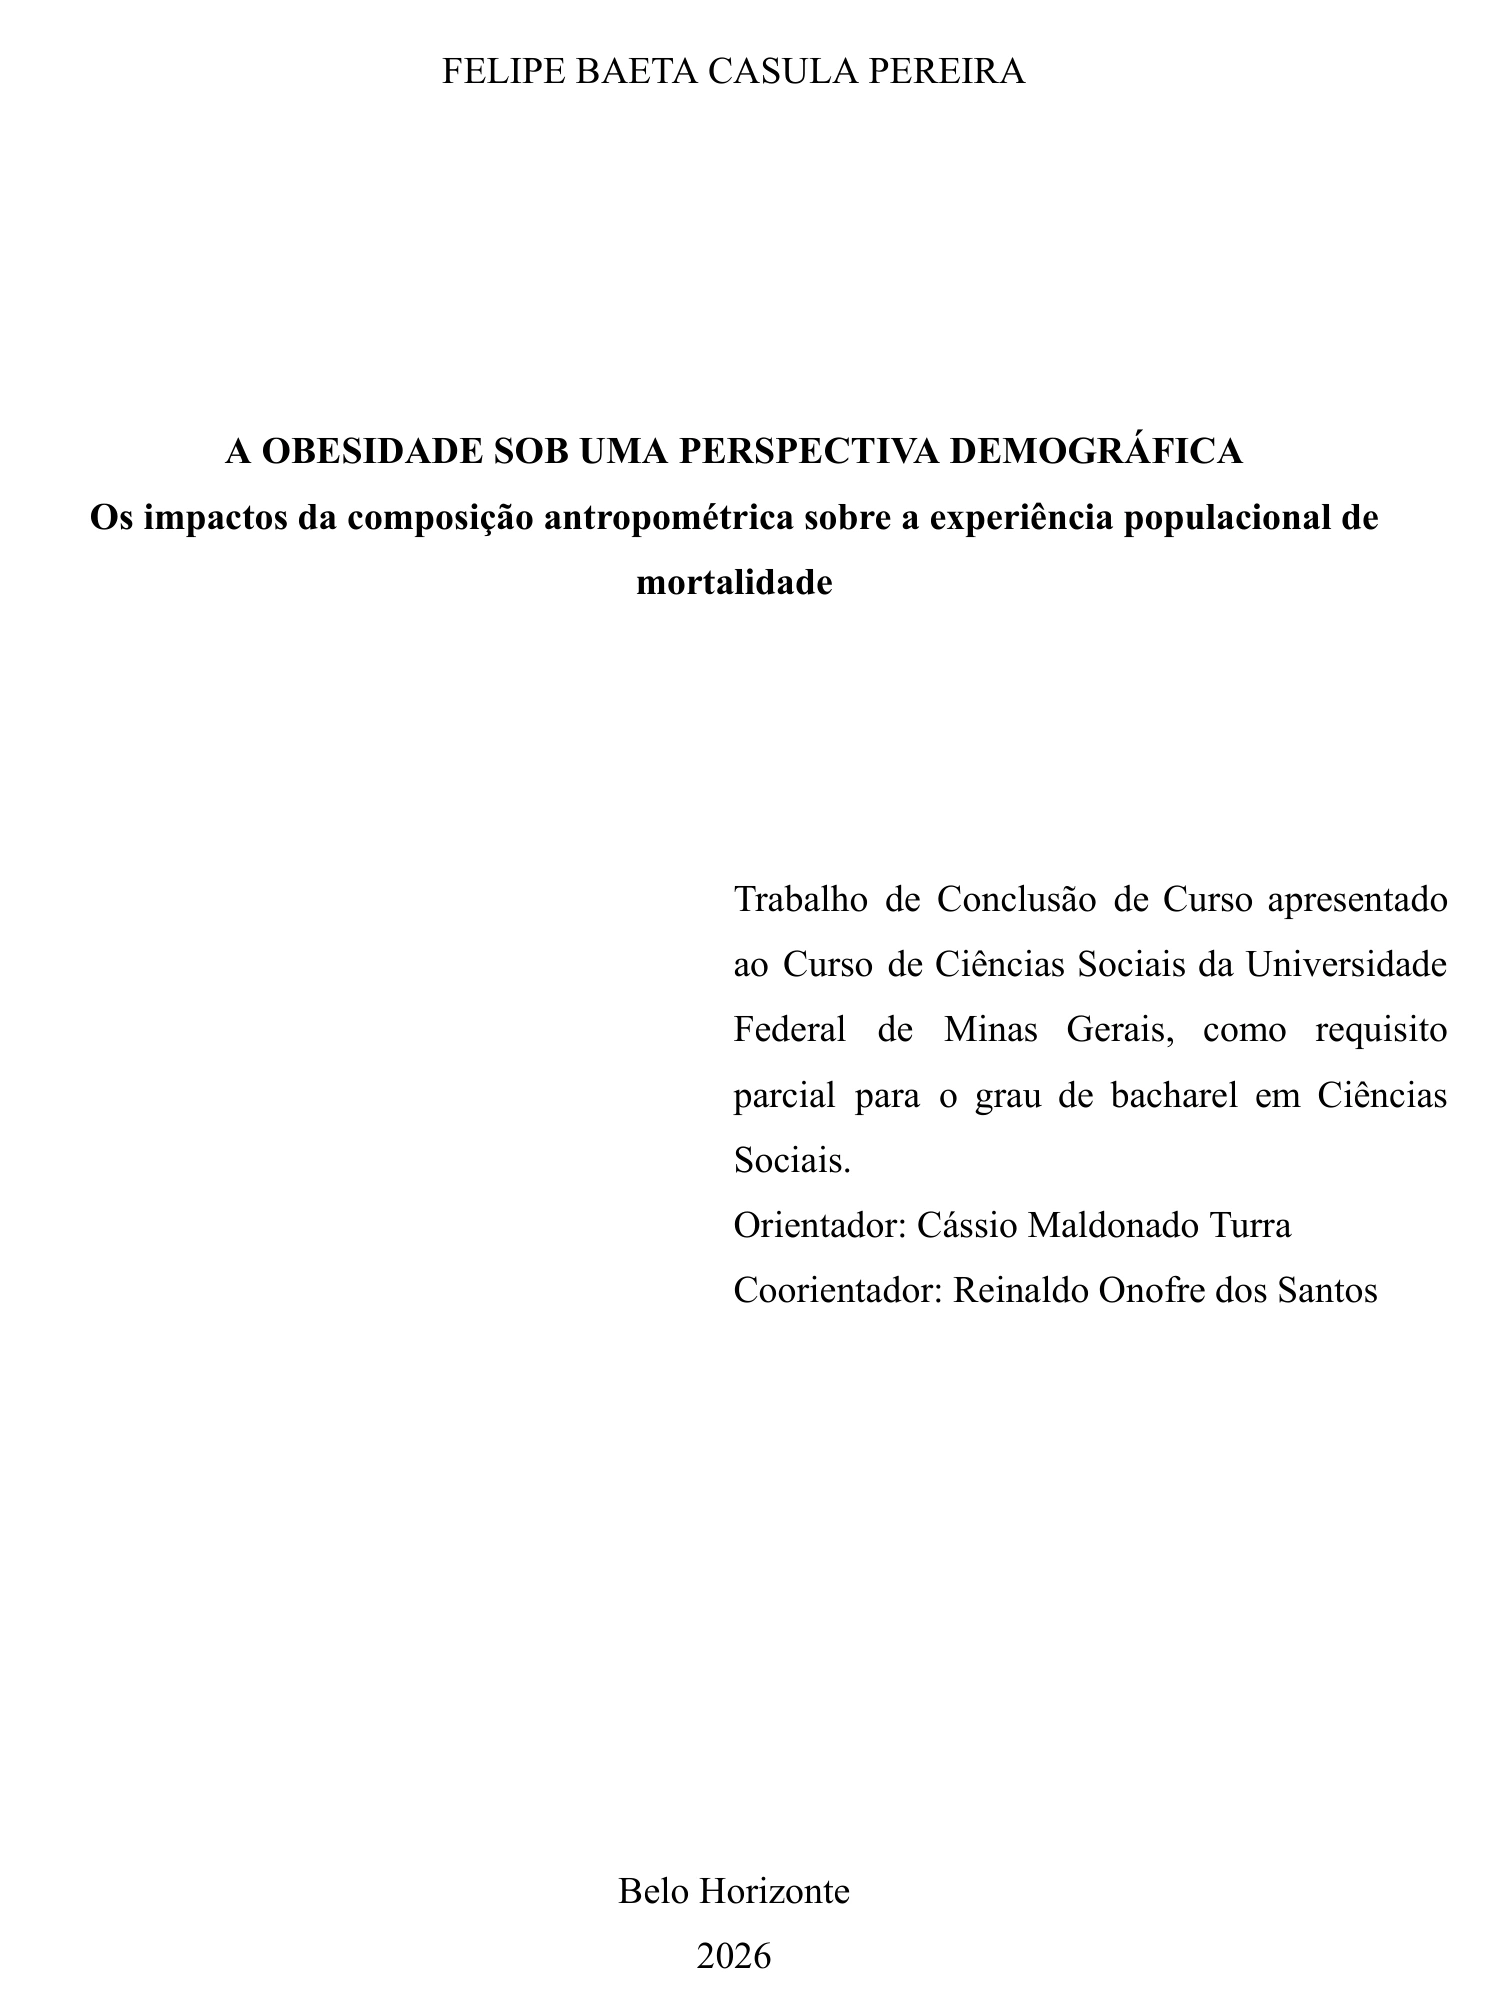 FELIPE BAETA CASULA PEREIRA
A OBESIDADE SOB UMA PERSPECTIVA DEMOGRÁFICA
Os impactos da composição antropométrica sobre a experiência populacional de
mortalidade
Trabalho de Conclusão de Curso apresentado
ao Curso de Ciências Sociais da Universidade
Federal de Minas Gerais, como requisito
parcial para o grau de bacharel em Ciências
Sociais.
Orientador: Cássio Maldonado Turra
Coorientador: Reinaldo Onofre dos Santos
Belo Horizonte
2026